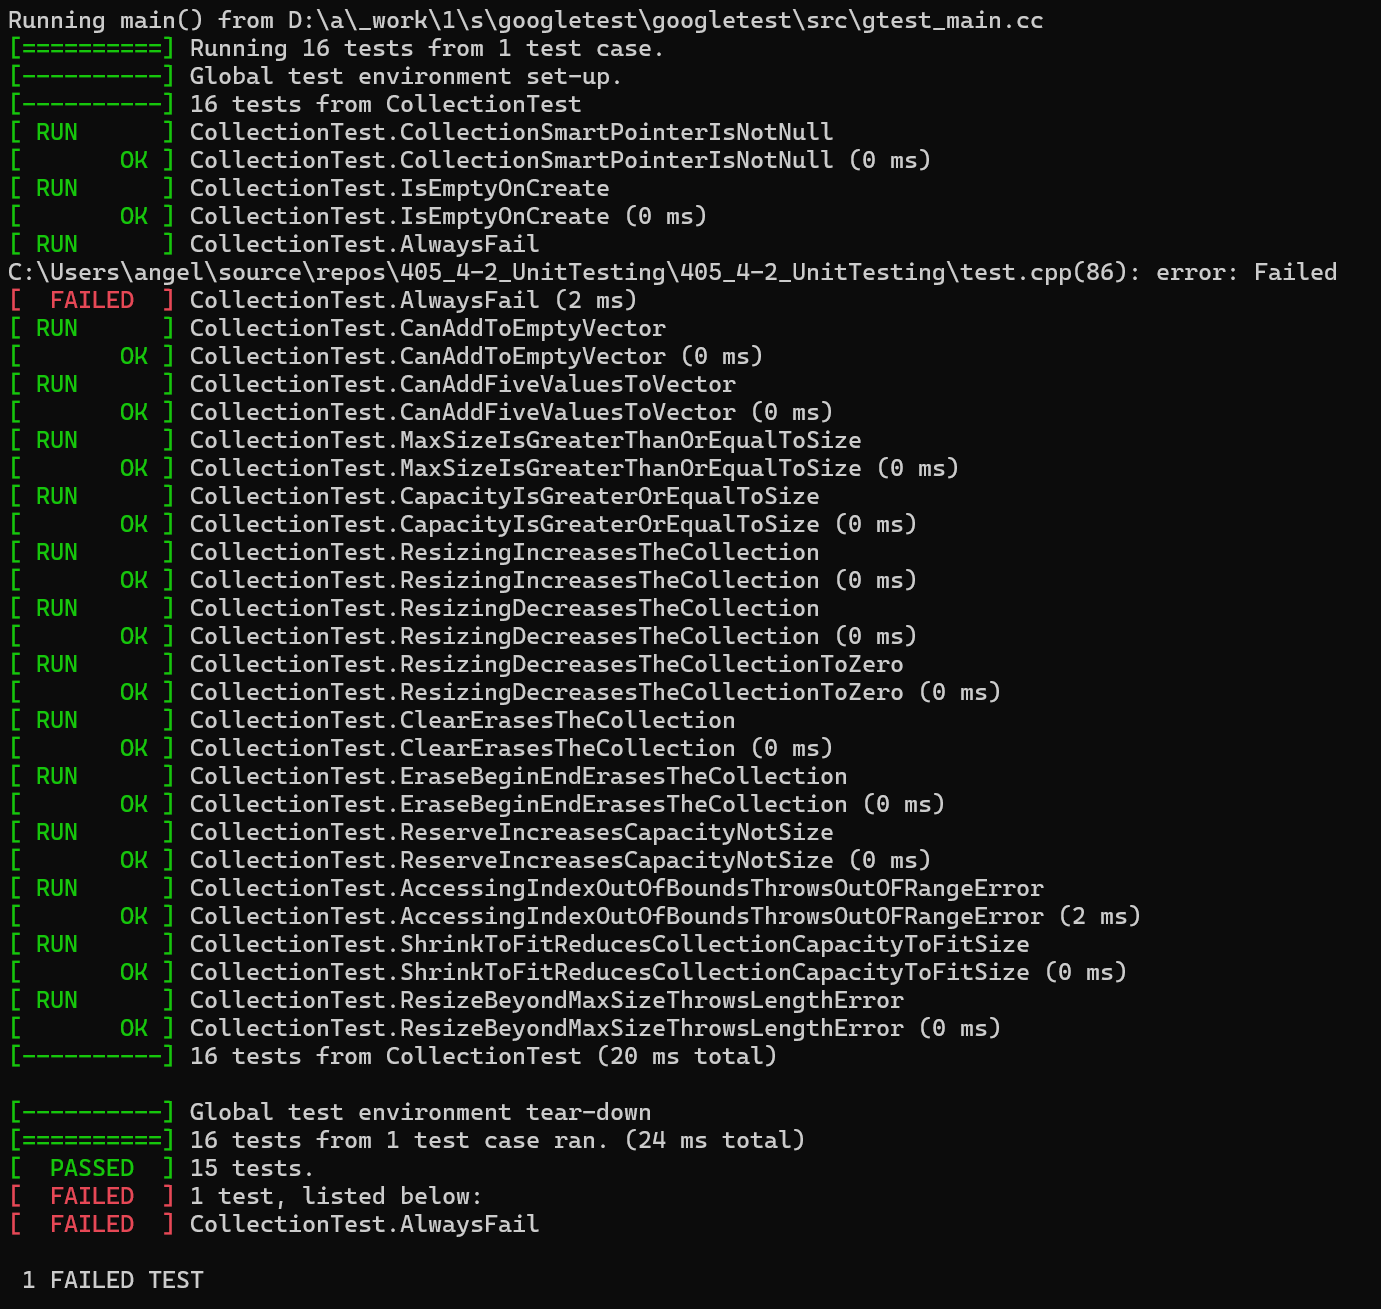 Running main() from D:\a\_work\1\s\googletest\googletest\src\gtest_main.cc
[==========] Running 16 tests from 1 test case.
[----------] Global test environment set-up.
[----------] 16 tests from CollectionTest
[ RUN      ] CollectionTest.CollectionSmartPointerIsNotNull
[       OK ] CollectionTest.CollectionSmartPointerIsNotNull (0 ms)
[ RUN      ] CollectionTest.IsEmptyOnCreate
[       OK ] CollectionTest.IsEmptyOnCreate (0 ms)
[ RUN      ] CollectionTest.AlwaysFail
C:\Users\angel\source\repos\405_4-2_UnitTesting\405_4-2_UnitTesting\test.cpp(86): error: Failed
[  FAILED  ] CollectionTest.AlwaysFail (2 ms)
[ RUN      ] CollectionTest.CanAddToEmptyVector
[       OK ] CollectionTest.CanAddToEmptyVector (0 ms)
[ RUN      ] CollectionTest.CanAddFiveValuesToVector
[       OK ] CollectionTest.CanAddFiveValuesToVector (0 ms)
[ RUN      ] CollectionTest.MaxSizeIsGreaterThanOrEqualToSize
[       OK ] CollectionTest.MaxSizeIsGreaterThanOrEqualToSize (0 ms)
[ RUN      ] CollectionTest.CapacityIsGreaterOrEqualToSize
[       OK ] CollectionTest.CapacityIsGreaterOrEqualToSize (0 ms)
[ RUN      ] CollectionTest.ResizingIncreasesTheCollection
[       OK ] CollectionTest.ResizingIncreasesTheCollection (0 ms)
[ RUN      ] CollectionTest.ResizingDecreasesTheCollection
[       OK ] CollectionTest.ResizingDecreasesTheCollection (0 ms)
[ RUN      ] CollectionTest.ResizingDecreasesTheCollectionToZero
[       OK ] CollectionTest.ResizingDecreasesTheCollectionToZero (0 ms)
[ RUN      ] CollectionTest.ClearErasesTheCollection
[       OK ] CollectionTest.ClearErasesTheCollection (0 ms)
[ RUN      ] CollectionTest.EraseBeginEndErasesTheCollection
[       OK ] CollectionTest.EraseBeginEndErasesTheCollection (0 ms)
[ RUN      ] CollectionTest.ReserveIncreasesCapacityNotSize
[       OK ] CollectionTest.ReserveIncreasesCapacityNotSize (0 ms)
[ RUN      ] CollectionTest.AccessingIndexOutOfBoundsThrowsOutOFRangeError
[       OK ] CollectionTest.AccessingIndexOutOfBoundsThrowsOutOFRangeError (2 ms)
[ RUN      ] CollectionTest.ShrinkToFitReducesCollectionCapacityToFitSize
[       OK ] CollectionTest.ShrinkToFitReducesCollectionCapacityToFitSize (0 ms)
[ RUN      ] CollectionTest.ResizeBeyondMaxSizeThrowsLengthError
[       OK ] CollectionTest.ResizeBeyondMaxSizeThrowsLengthError (0 ms)
[----------] 16 tests from CollectionTest (20 ms total)

[----------] Global test environment tear-down
[==========] 16 tests from 1 test case ran. (24 ms total)
[  PASSED  ] 15 tests.
[  FAILED  ] 1 test, listed below:
[  FAILED  ] CollectionTest.AlwaysFail

 1 FAILED TEST